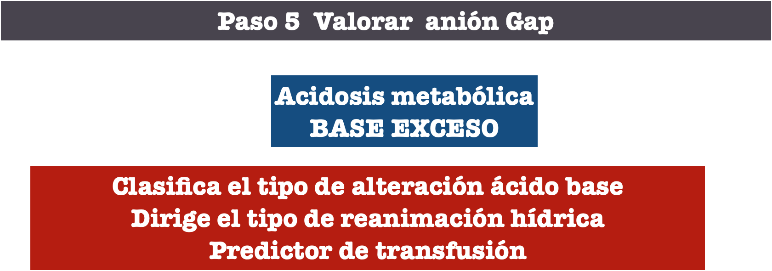 Paso 5  Valorar  anión Gap
Acidosis metabólica
BASE EXCESO
Clasifica el tipo de alteración ácido base
Dirige el tipo de reanimación hídrica
Predictor de transfusión